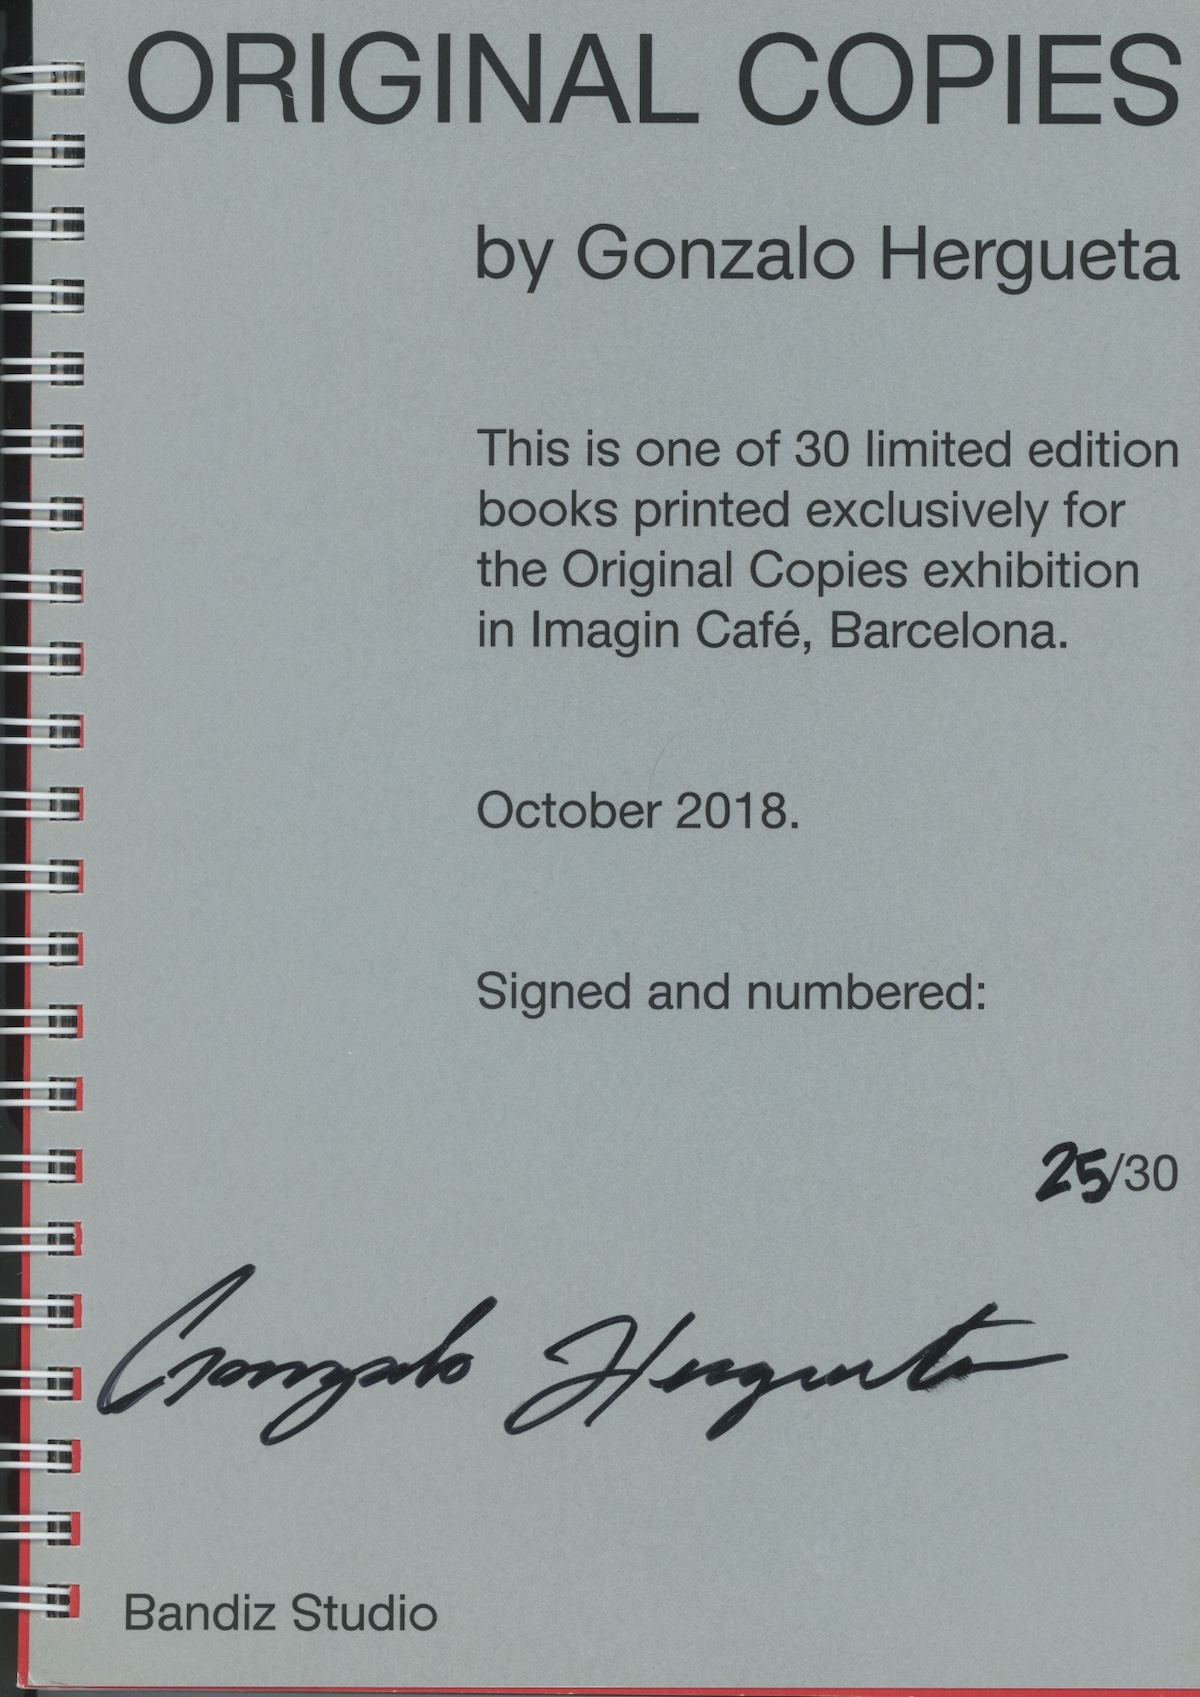 ORIGINAL COPIES
by Gonzalo Hergueta
This is one of 30 limited edition
books printed exclusively for
the Original Copies exhibition
in Imagin Café, Barcelona.
October 2018.
Signed and numbered:
25/30
Gonzalo Hergueta
Bandiz Studio